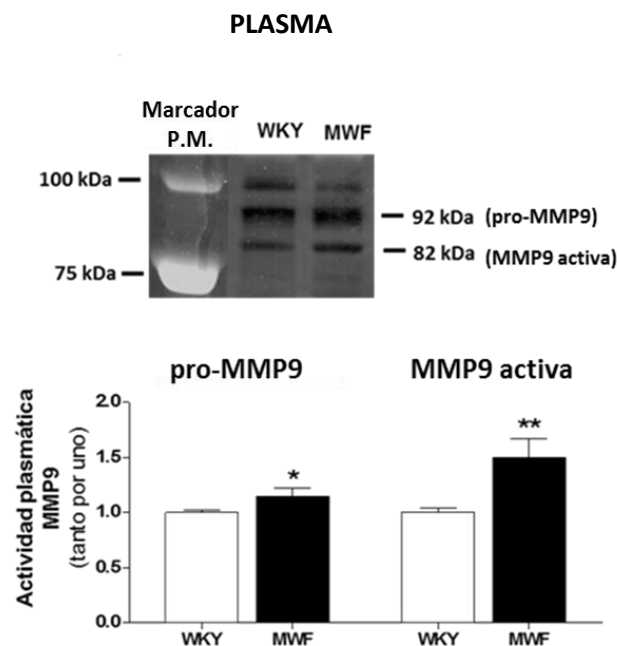 PLASMA
Marcador
P.M.
WKY MWF
100 kDa
92 kDa (pro-MMP9)
82 kDa (MMP9 activa)
75 kDa
pro-MMP9 MMP9 activa
Actividad plasmática
MMP9
(tanto por uno)
2.0
1.5
1.0
0.5
0.0
* **
WKY MWF WKY MWF